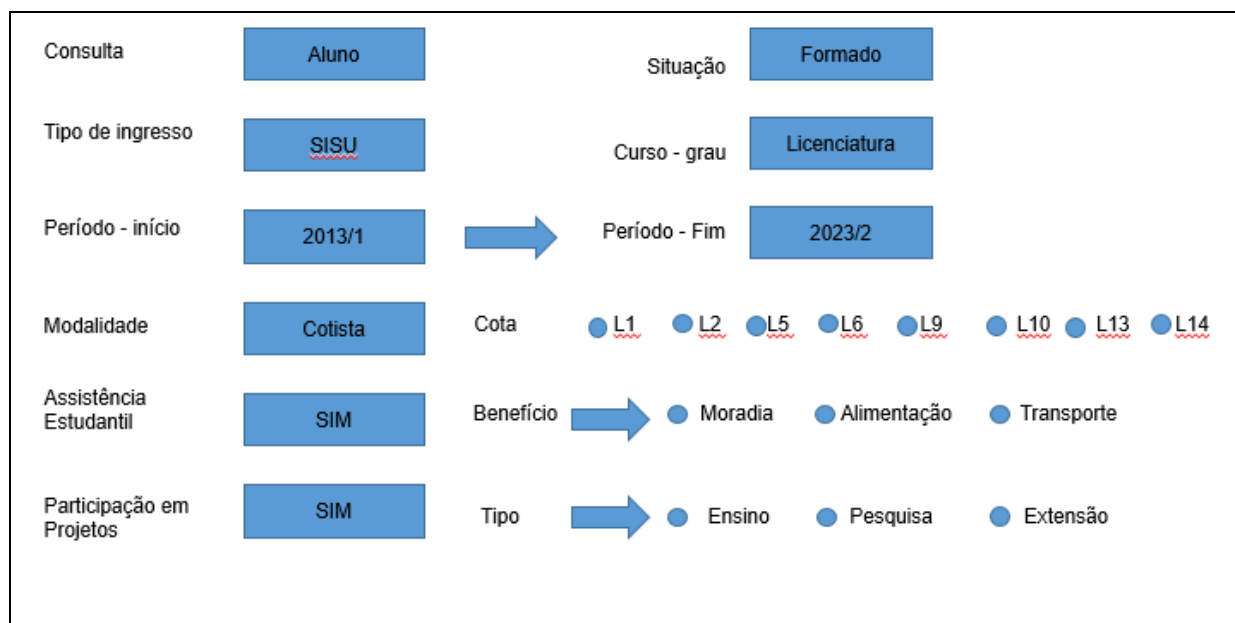 Consulta Aluno Situação Formado
Tipo de ingresso SISU Curso - grau Licenciatura
Período - início 2013/1 Período - Fim 2023/2
Modalidade Cotista Cota L1 L2 L5 L6 L9 L10 L13 L14
Assistência
Estudantil SIM Benefício Moradia Alimentação Transporte
Participação em
Projetos SIM Tipo Ensino Pesquisa Extensão